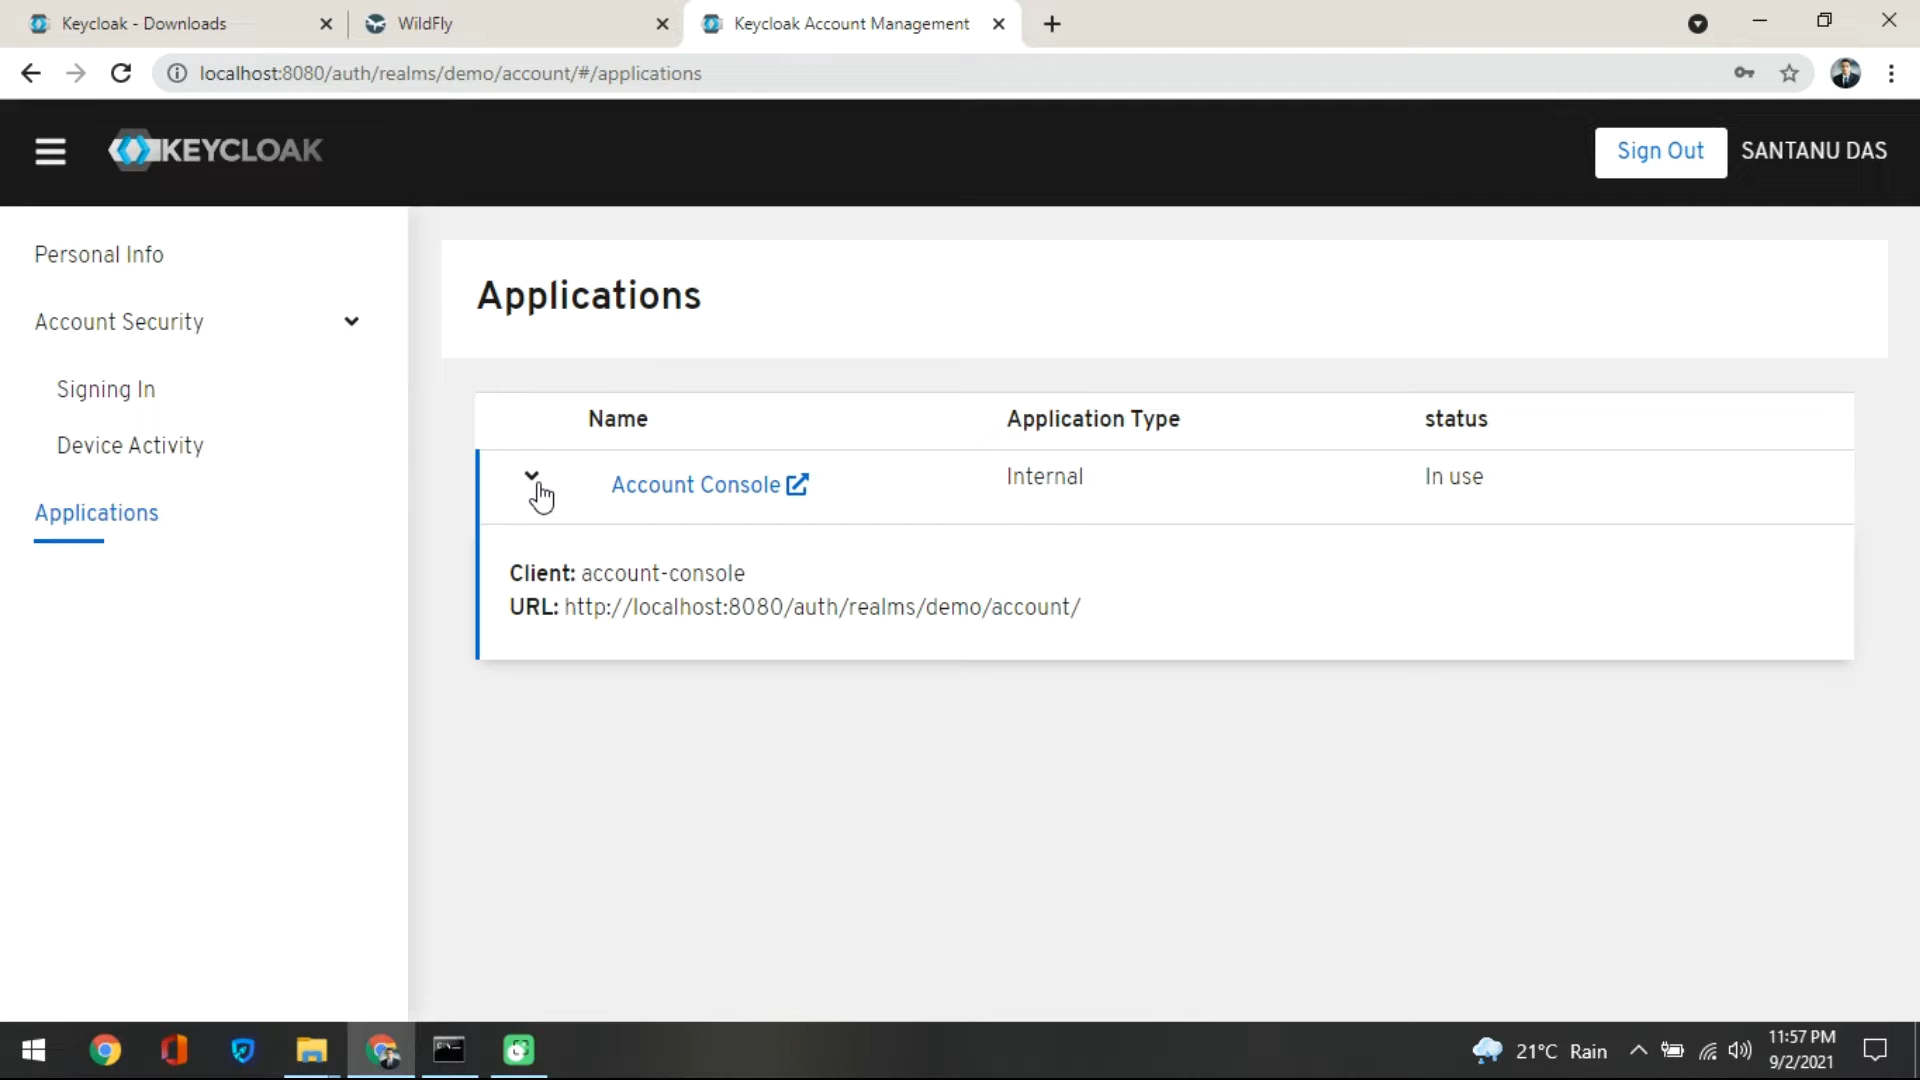 Keycloak - Downloads
WildFly
Keycloak Account Management
localhost:8080/auth/realms/demo/account/#/applications
KEYCLOAK
Sign Out
SANTANU DAS
Personal Info
Account Security
Signing In
Device Activity
Applications
Applications
Name Application Type status
Account Console Internal In use
Client: account-console
URL: http://localhost:8080/auth/realms/demo/account/
21°C Rain
11:57 PM
9/2/2021